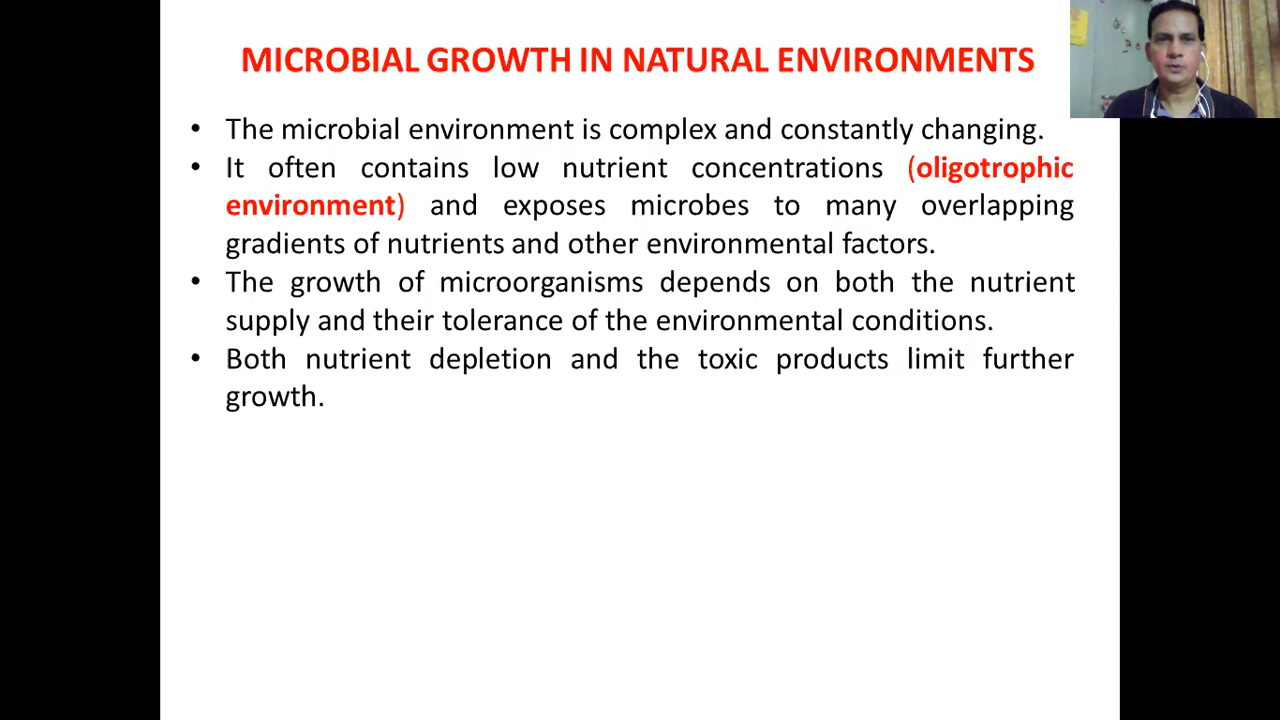 MICROBIAL GROWTH IN NATURAL ENVIRONMENTS
• The microbial environment is complex and constantly changing.
• It often contains low nutrient concentrations (oligotrophic
environment) and exposes microbes to many overlapping
gradients of nutrients and other environmental factors.
• The growth of microorganisms depends on both the nutrient
supply and their tolerance of the environmental conditions.
• Both nutrient depletion and the toxic products limit further
growth.